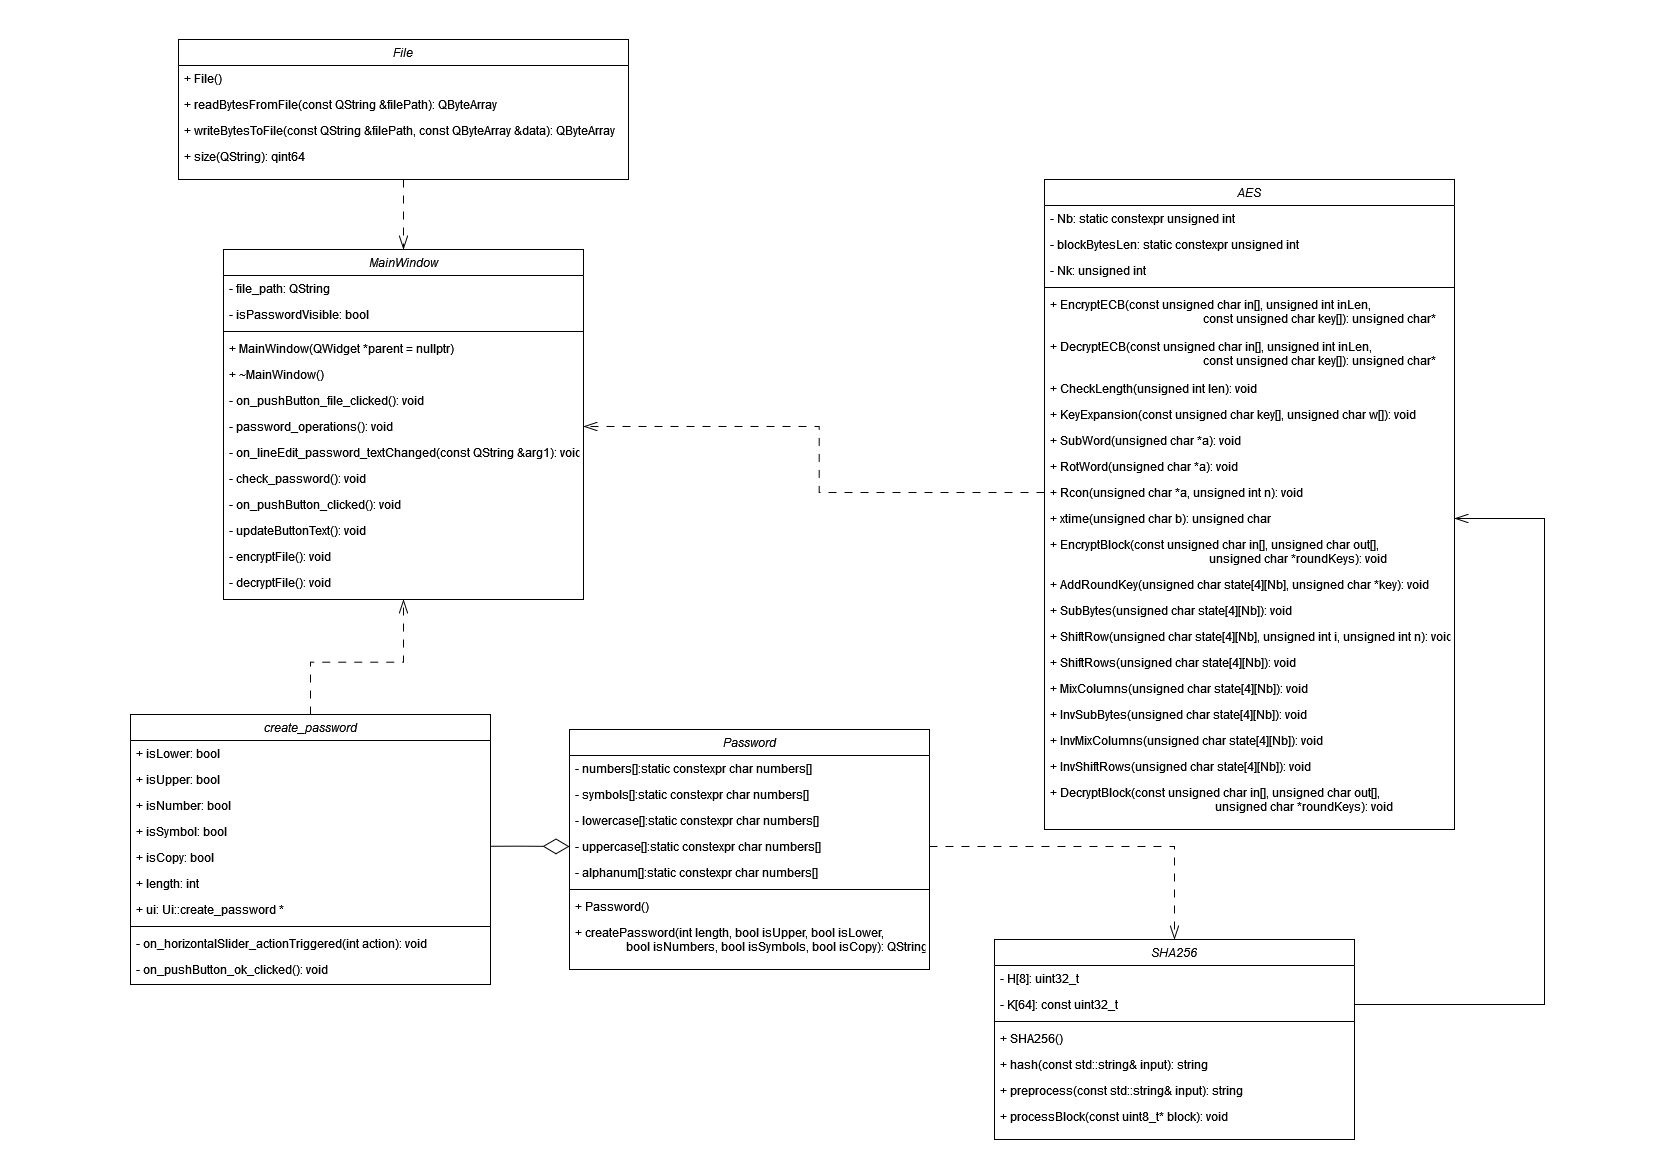 File
+ File()
+ readBytesFromFile(const QString &filePath): QByteArray
+ writeBytesToFile(const QString &filePath, const QByteArray &data): QByteArray
+ size(QString): qint64
MainWindow
- file_path: QString
- isPasswordVisible: bool
+ MainWindow(QWidget *parent = nullptr)
+ ~MainWindow()
- on_pushButton_file_clicked(): void
- password_operations(): void
- on_lineEdit_password_textChanged(const QString &arg1): void
- check_password(): void
- on_pushButton_clicked(): void
- updateButtonText(): void
- encryptFile(): void
- decryptFile(): void
AES
- Nb: static constexpr unsigned int
- blockBytesLen: static constexpr unsigned int
- Nk: unsigned int
+ EncryptECB(const unsigned char in[], unsigned int inLen,
const unsigned char key[]): unsigned char*
+ DecryptECB(const unsigned char in[], unsigned int inLen,
const unsigned char key[]): unsigned char*
+ CheckLength(unsigned int len): void
+ KeyExpansion(const unsigned char key[], unsigned char w[]): void
+ SubWord(unsigned char *a): void
+ RotWord(unsigned char *a): void
+ Rcon(unsigned char *a, unsigned int n): void
+ xtime(unsigned char b): unsigned char
+ EncryptBlock(const unsigned char in[], unsigned char out[],
unsigned char *roundKeys): void
+ AddRoundKey(unsigned char state[4][Nb], unsigned char *key): void
+ SubBytes(unsigned char state[4][Nb]): void
+ ShiftRow(unsigned char state[4][Nb], unsigned int i, unsigned int n): void
+ ShiftRows(unsigned char state[4][Nb]): void
+ MixColumns(unsigned char state[4][Nb]): void
+ InvSubBytes(unsigned char state[4][Nb]): void
+ InvMixColumns(unsigned char state[4][Nb]): void
+ InvShiftRows(unsigned char state[4][Nb]): void
+ DecryptBlock(const unsigned char in[], unsigned char out[],
unsigned char *roundKeys): void
create_password
+ isLower: bool
+ isUpper: bool
+ isNumber: bool
+ isSymbol: bool
+ isCopy: bool
+ length: int
+ ui: Ui::create_password *
- on_horizontalSlider_actionTriggered(int action): void
- on_pushButton_ok_clicked(): void
Password
- numbers[]:static constexpr char numbers[]
- symbols[]:static constexpr char numbers[]
- lowercase[]:static constexpr char numbers[]
- uppercase[]:static constexpr char numbers[]
- alphanum[]:static constexpr char numbers[]
+ Password()
+ createPassword(int length, bool isUpper, bool isLower,
bool isNumbers, bool isSymbols, bool isCopy): QString
SHA256
- H[8]: uint32_t
- K[64]: const uint32_t
+ SHA256()
+ hash(const std::string& input): string
+ preprocess(const std::string& input): string
+ processBlock(const uint8_t* block): void